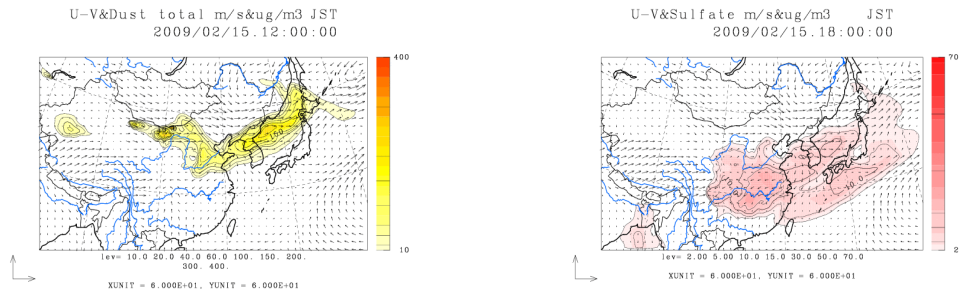 U-V&Dust total m/s&ug/m3 JST
2009/02/15.12:00:00
400
10
lev= 10.0 20.0 40.0 60.0 100. 150. 200.
300. 400.
XUNIT = 6.000E+01, YUNIT = 6.000E+01
U-V&Sulfate m/s&ug/m3 JST
2009/02/15.18:00:00
70
2
lev= 2.00 5.00 10.0 15.0 30.0 50.0 70.0
XUNIT = 6.000E+01, YUNIT = 6.000E+01